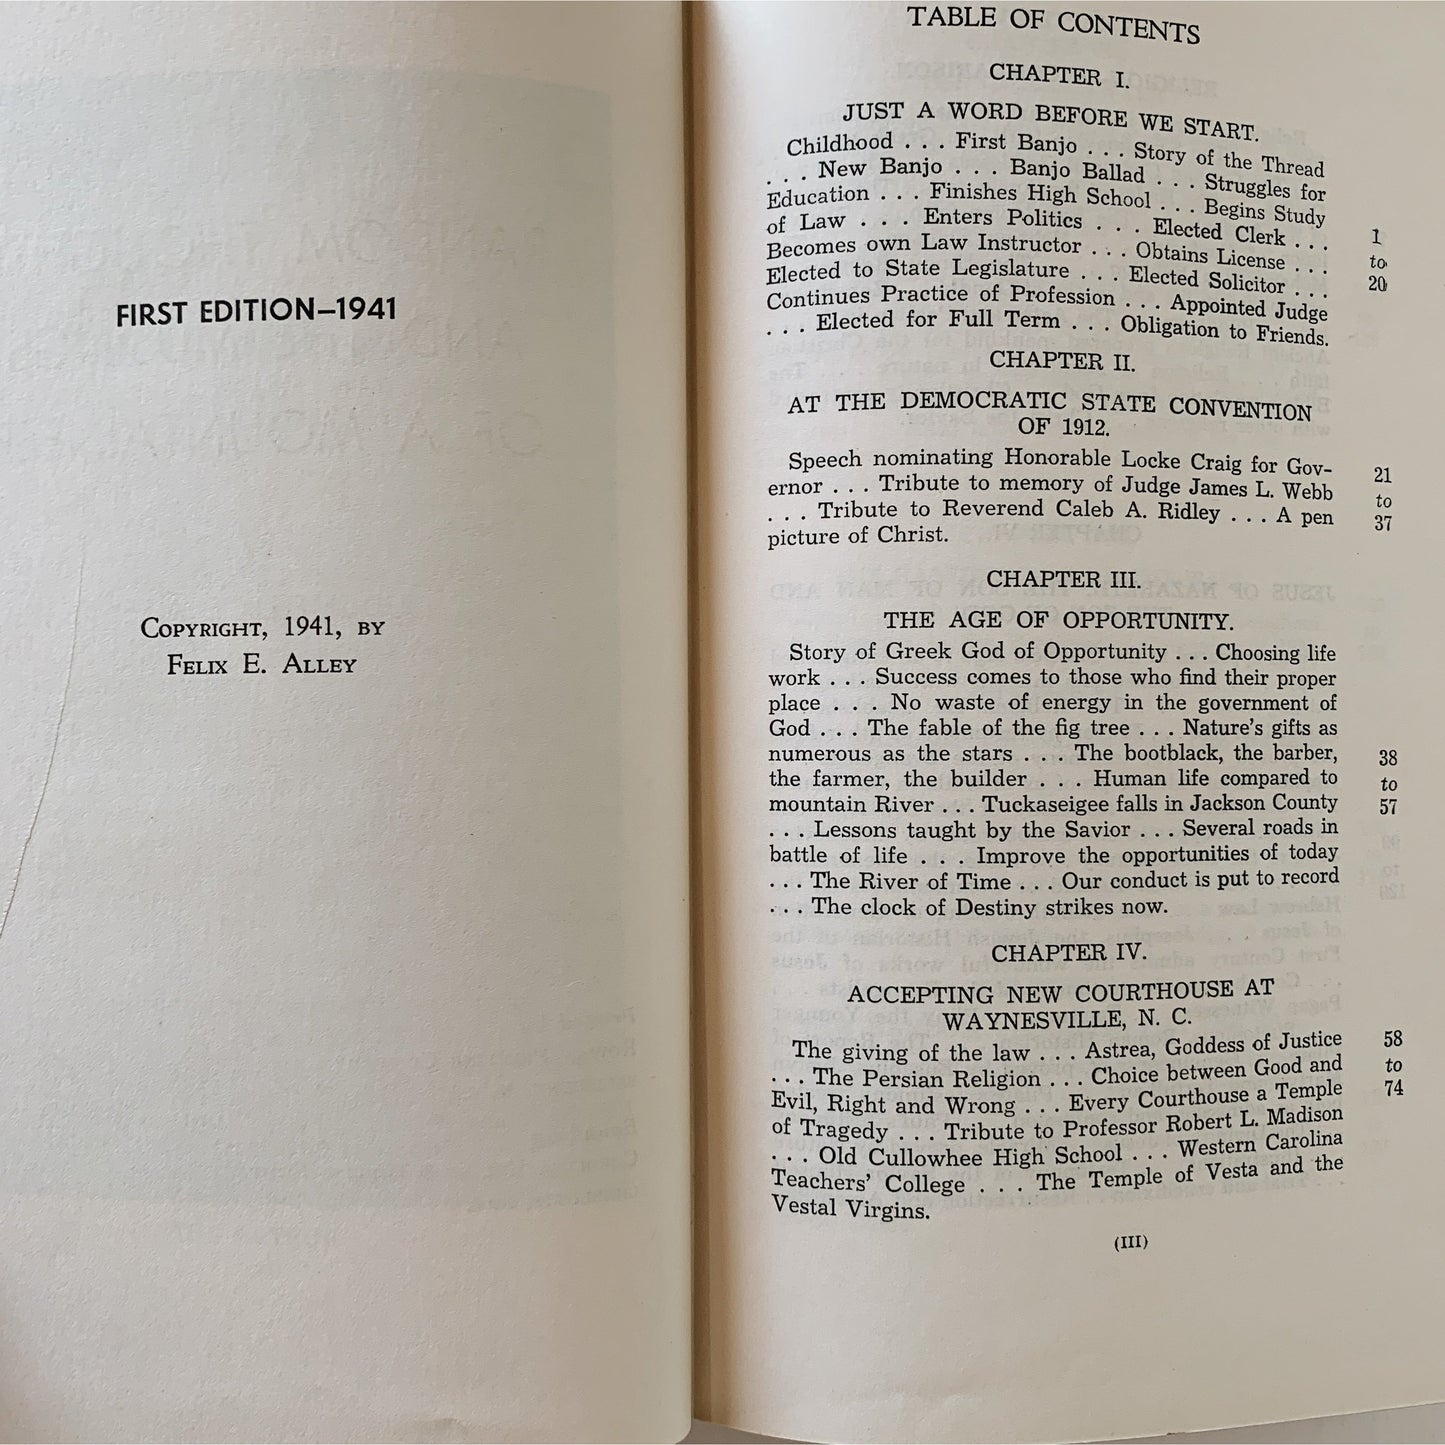 FIRST EDITION—1941
COPYRIGHT, 1941, BY
FELIX E. ALLEY
TABLE OF CONTENTS
CHAPTER I.
JUST A WORD BEFORE WE START.
Childhood . . . First Banjo . . . Story of the Thread
. . . New Banjo . . . Banjo Ballad . . . Struggles for
Education . . . Finishes High School . . . Begins Study
of Law . . . Enters Politics . . . Elected Clerk . . .
Becomes own Law Instructor . . . Obtains License . . .
Elected to State Legislature . . . Elected Solicitor . . .
Continues Practice of Profession . . . Appointed Judge
. . . Elected for Full Term . . . Obligation to Friends.
1
to
20
CHAPTER II.
AT THE DEMOCRATIC STATE CONVENTION
OF 1912.
Speech nominating Honorable Locke Craig for Gov-
ernor . . . Tribute to memory of Judge James L. Webb
. . . Tribute to Reverend Caleb A. Ridley . . . A pen
picture of Christ.
21
to
37
CHAPTER III.
THE AGE OF OPPORTUNITY.
Story of Greek God of Opportunity . . . Choosing life
work . . . Success comes to those who find their proper
place . . . No waste of energy in the government of
God . . . The fable of the fig tree . . . Nature's gifts as
numerous as the stars . . . The bootblack, the barber,
the farmer, the builder . . . Human life compared to
mountain River . . . Tuckaseigee falls in Jackson County
. . . Lessons taught by the Savior . . . Several roads in
battle of life . . . Improve the opportunities of today
. . . The River of Time . . . Our conduct is put to record
. . . The clock of Destiny strikes now.
38
to
57
CHAPTER IV.
ACCEPTING NEW COURTHOUSE AT
WAYNESVILLE, N. C.
The giving of the law . . . Astrea, Goddess of Justice
. . . The Persian Religion . . . Choice between Good and
Evil, Right and Wrong . . . Every Courthouse a Temple
of Tragedy . . . Tribute to Professor Robert L. Madison
. . . Old Cullowhee High School . . . Western Carolina
Teachers' College . . . The Temple of Vesta and the
Vestal Virgins.
58
to
74
(III)